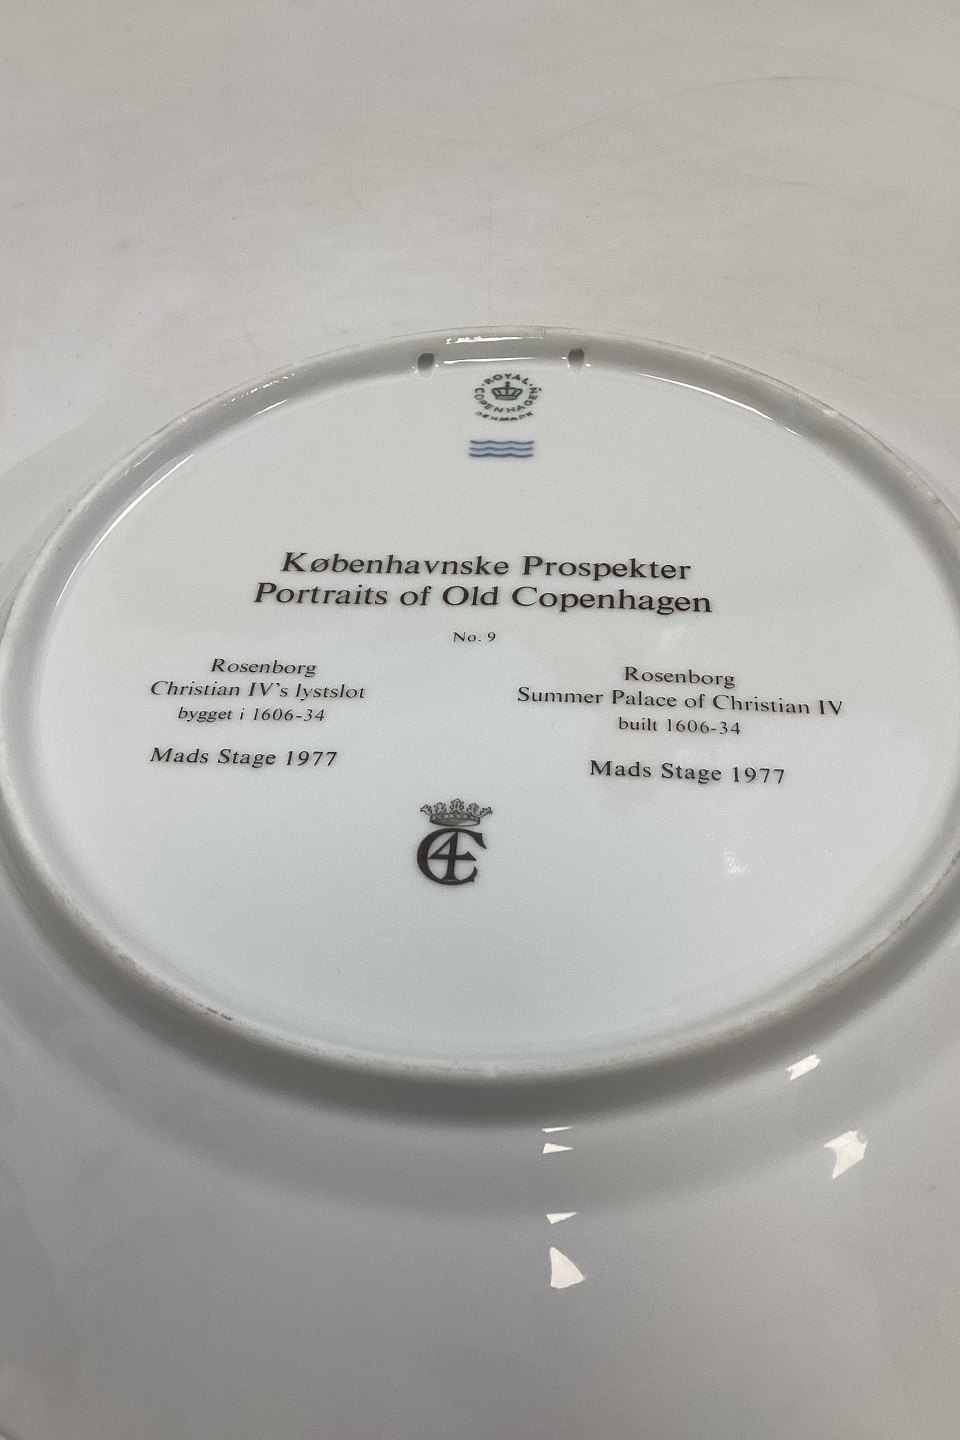 ROYAL
COPENHAGEN
DENMARK
Københavnske Prospekter
Portraits of Old Copenhagen
No. 9
Rosenborg
Christian IV's lystslot
bygget i 1606-34
Mads Stage 1977
Rosenborg
Summer Palace of Christian IV
built 1606-34
Mads Stage 1977
C4